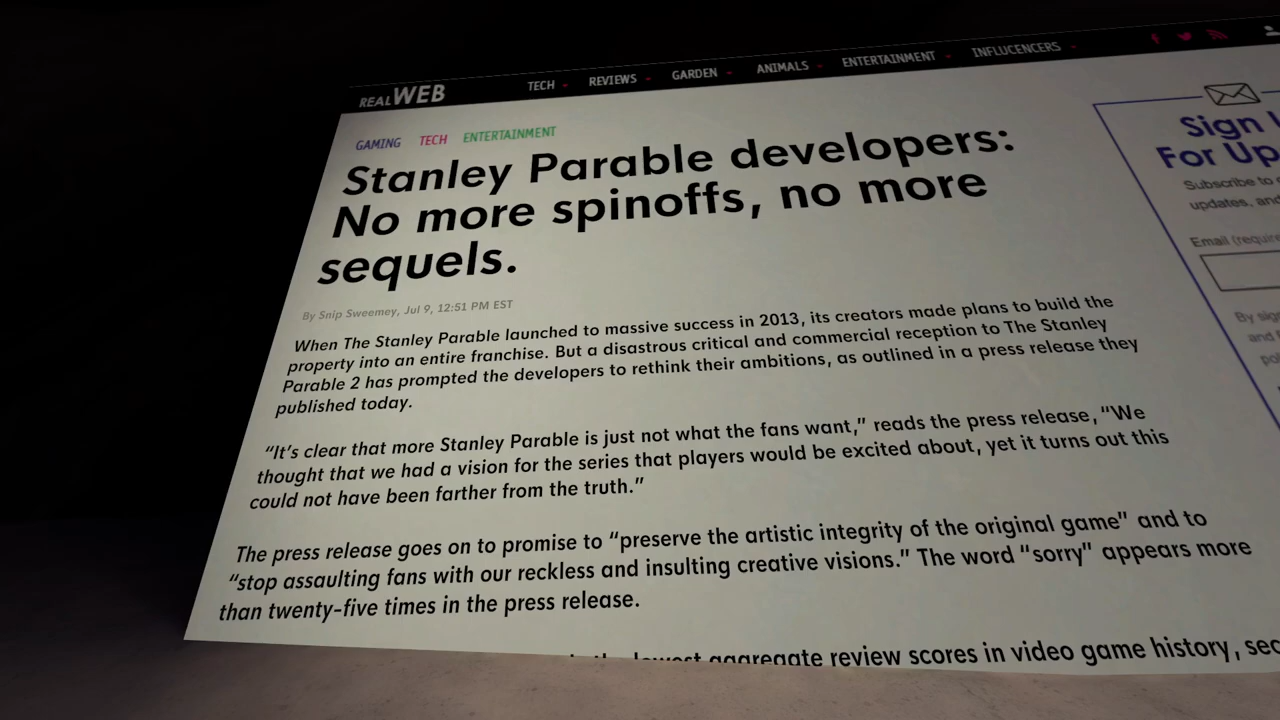 REALWEB
TECH REVIEWS GARDEN ANIMALS ENTERTAINMENT INFLUCENCERS
GAMING TECH ENTERTAINMENT
Stanley Parable developers:
No more spinoffs, no more
sequels.
By Snip Sweemey, Jul 9, 12:51 PM EST
When The Stanley Parable launched to massive success in 2013, its creators made plans to build the
property into an entire franchise. But a disastrous critical and commercial reception to The Stanley
Parable 2 has prompted the developers to rethink their ambitions, as outlined in a press release they
published today.
“It’s clear that more Stanley Parable is just not what the fans want,” reads the press release, “We
thought that we had a vision for the series that players would be excited about, yet it turns out this
could not have been farther from the truth.”
The press release goes on to promise to “preserve the artistic integrity of the original game” and to
“stop assaulting fans with our reckless and insulting creative visions.” The word “sorry” appears more
than twenty-five times in the press release.
lowest aggregate review scores in video game history,
Sign
For
Subscribe to
updates, and
Email
By